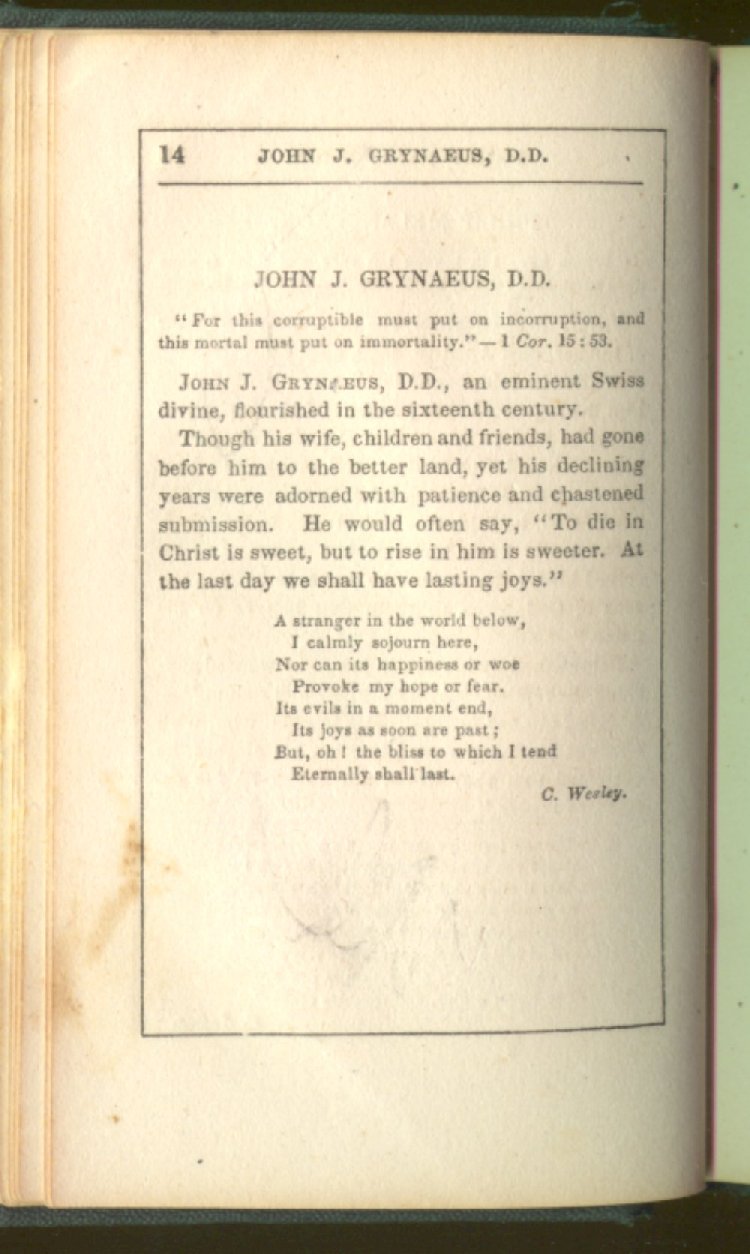 14 JOHN J. GRYNAEUS, D.D.
JOHN J. GRYNAEUS, D.D.
“For this corruptible must put on incorruption, and
this mortal must put on immortality.”—1 Cor. 15:53.
JOHN J. GRYNAEUS, D.D., an eminent Swiss
divine, flourished in the sixteenth century.
Though his wife, children and friends, had gone
before him to the better land, yet his declining
years were adorned with patience and chastened
submission. He would often say, “To die in
Christ is sweet, but to rise in him is sweeter. At
the last day we shall have lasting joys.”
A stranger in the world below,
I calmly sojourn here,
Nor can its happiness or woe
Provoke my hope or fear.
Its evils in a moment end,
Its joys as soon are past;
But, oh! the bliss to which I tend
Eternally shall last.
C. Wesley.